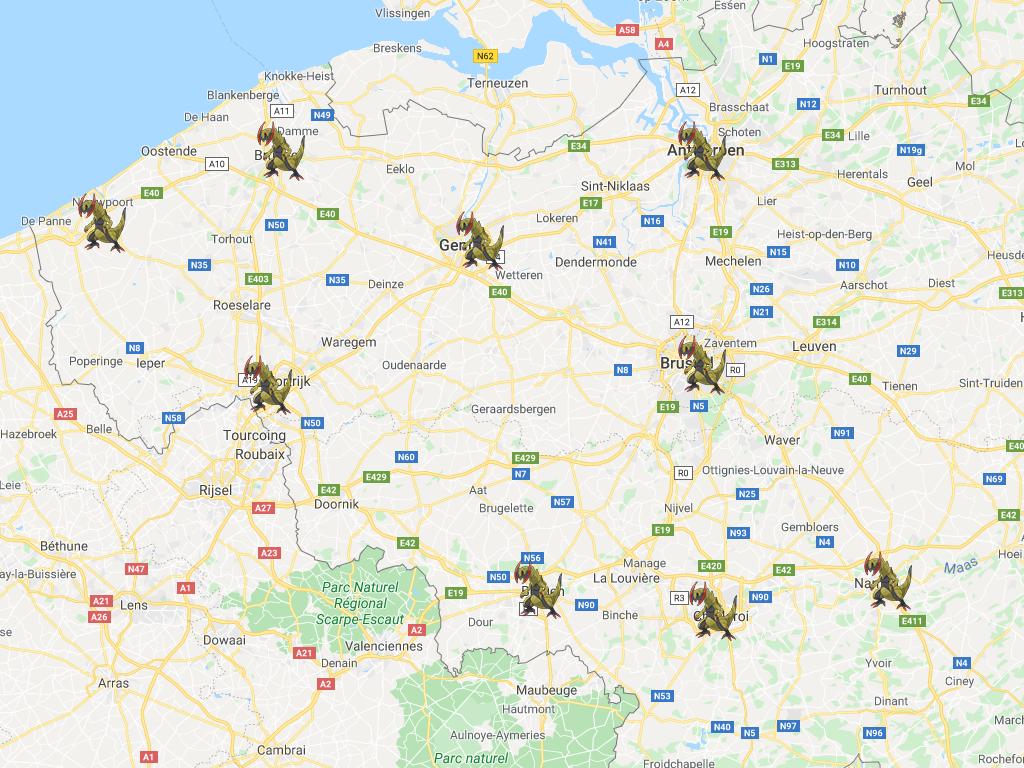 Vlissingen
Essen
A58
A4
Breskens
N62
Hoogstraten
N1
E19
Knokke-Heist
Terneuzen
A12
Turnhout
Blankenberge
E34
A11
N49
Brasschaat
N12
De Haan
Damme
Schoten
E34
Lille
Oostende
A10
E34
Antwerpen
N19g
E313
Mol
Eeklo
Herentals
Geel
E40
Sint-Niklaas
E17
Lier
De Panne
N50
E40
Lokeren
N16
E19
Heist-op-den-Berg
Torhout
N41
N15
Wetteren
Dendermonde
Mechelen
N10
Heusde
N35
E403
N35
Deinze
E40
N26
Aarschot
Diest
E313
Roeselare
N21
A12
E314
N8
Waregem
Zaventem
Leuven
N29
Poperinge
Ieper
Oudenaarde
N8
R0
E40
Tienen
Sint-Truiden
A25
N58
N50
Geraardsbergen
E19
N5
Hazebroek
Belle
Tourcoing
Waver
N91
E40
Roubaix
N60
E429
N7
R0
Ottignies-Louvain-la-Neuve
Leie
Rijsel
E429
E42
Aat
N25
N69
Doornik
N57
A27
Brugelette
Nijvel
E42
E19
N93
Gembloers
Béthune
A23
E42
N4
Hoei
N56
Manage
Maas
ay-la-Buissière
N47
N50
La Louvière
E420
E42
A1
Parc Naturel
Régional
Scarpe-Escaut
E19
R3
N90
A21
Lens
N90
Binche
A26
Dour
E411
A2
Dowaai
Valenciennes
A21
Denain
Yvoir
N4
Arras
A2
Maubeuge
N53
Ciney
Hautmont
Dinant
March
Aulnoye-Aymeries
N40
N5
N97
N96
Cambrai
A1
Parc naturel
Froidchapelle
Rochefo